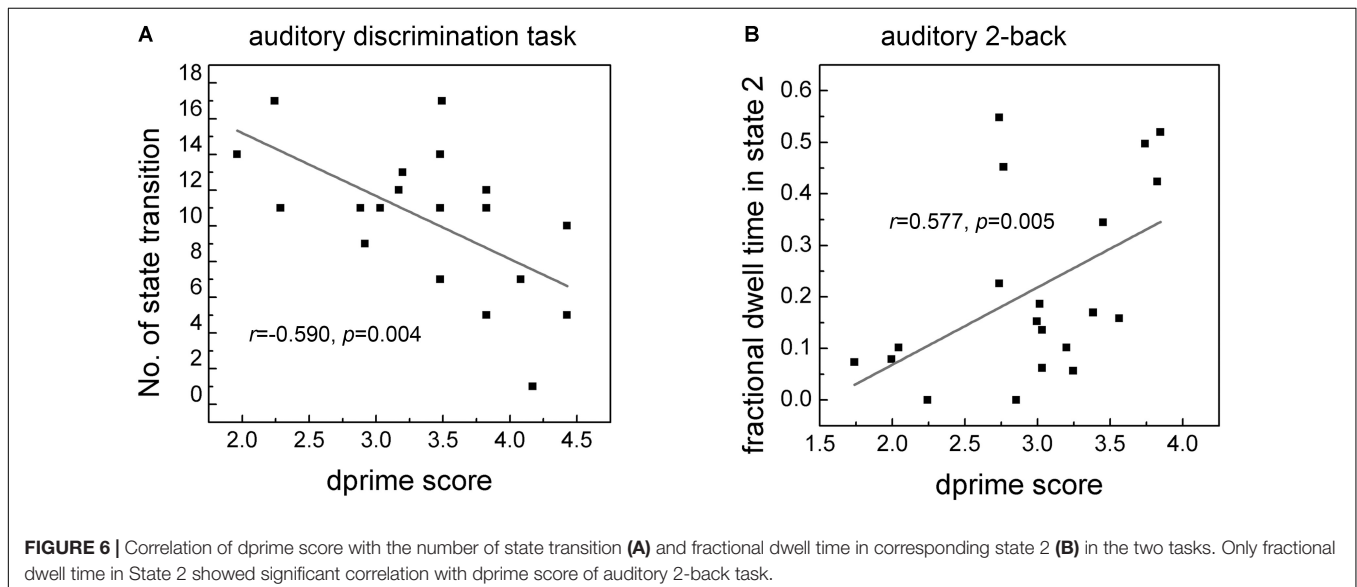 A auditory discrimination task
No. of state transition
18
16
14
12
10
8
6
4
2
0
r=-0.590, p=0.004
2.0 2.5 3.0 3.5 4.0 4.5
dprime score
B auditory 2-back
fractional dwell time in state 2
0.6
0.5
0.4
0.3
0.2
0.1
0.0
r=0.577, p=0.005
1.5 2.0 2.5 3.0 3.5 4.0
dprime score
FIGURE 6 | Correlation of dprime score with the number of state transition (A) and fractional dwell time in corresponding state 2 (B) in the two tasks. Only fractional
dwell time in State 2 showed significant correlation with dprime score of auditory 2-back task.